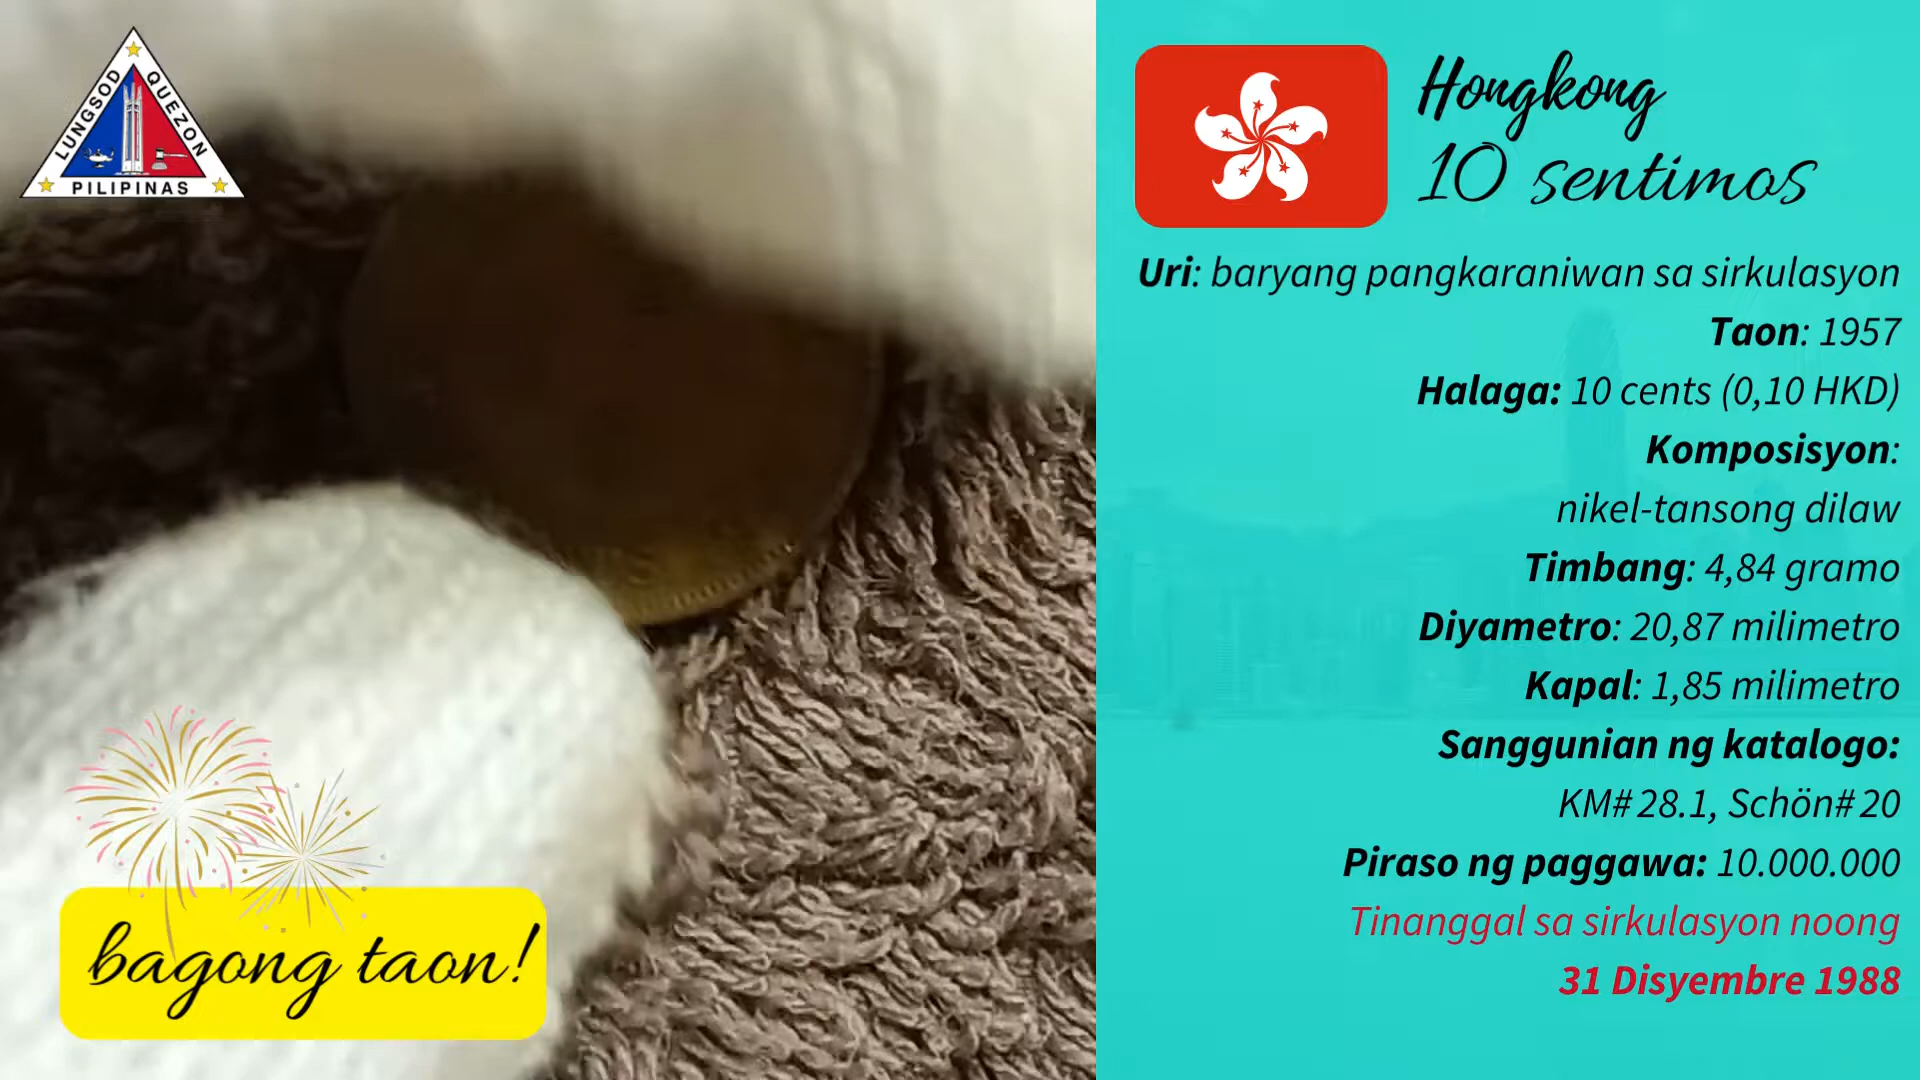 LUNGSOD QUEZON
PILIPINAS
bagong taon!
Hongkong
10 sentimos
Uri: baryang pangkaraniwan sa sirkulasyon
Taon: 1957
Halaga: 10 cents (0,10 HKD)
Komposisyon:
nikel-tansong dilaw
Timbang: 4,84 gramo
Diyametro: 20,87 milimetro
Kapal: 1,85 milimetro
Sanggunian ng katalogo:
KM# 28.1, Schön# 20
Piraso ng paggawa: 10.000.000
Tinanggal sa sirkulasyon noong
31 Disyembre 1988